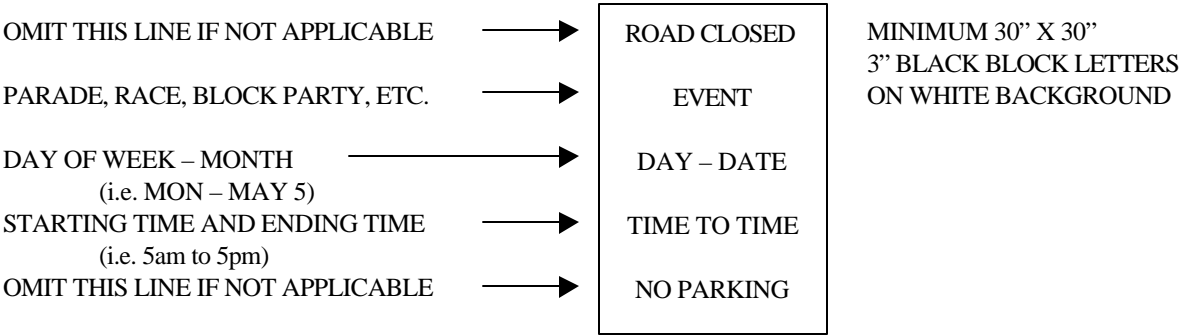 OMIT THIS LINE IF NOT APPLICABLE ROAD CLOSED MINIMUM 30” X 30”
3” BLACK BLOCK LETTERS
PARADE, RACE, BLOCK PARTY, ETC. EVENT ON WHITE BACKGROUND
DAY OF WEEK – MONTH DAY – DATE
(i.e. MON – MAY 5)
STARTING TIME AND ENDING TIME TIME TO TIME
(i.e. 5am to 5pm)
OMIT THIS LINE IF NOT APPLICABLE NO PARKING